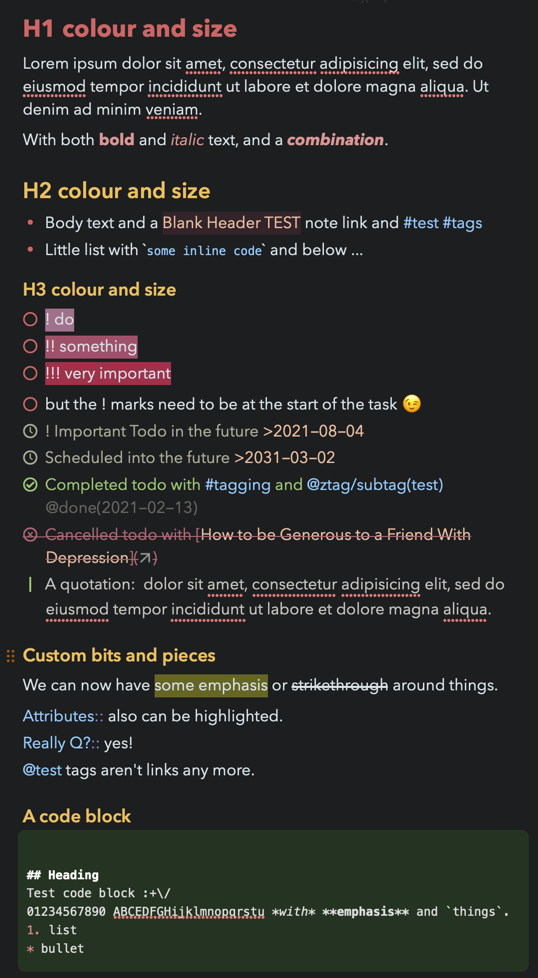 H1 colour and size
Lorem ipsum dolor sit amet, consectetur adipisicing elit, sed do
eiusmod tempor incididunt ut labore et dolore magna aliqua. Ut
denim ad minim veniam.
With both bold and italic text, and a combination.
H2 colour and size
• Body text and a Blank Header TEST note link and #test #tags
• Little list with `some inline code` and below ...
H3 colour and size
! do
!! something
!!! very important
but the ! marks need to be at the start of the task 😉
! Important Todo in the future >2021-08-04
Scheduled into the future >2031-03-02
Completed todo with #tagging and @ztag/subtag(test)
@done(2021-02-13)
Cancelled todo with [How to be Generous to a Friend With
Depression](↗)
| A quotation: dolor sit amet, consectetur adipisicing elit, sed do
eiusmod tempor incididunt ut labore et dolore magna aliqua.
Custom bits and pieces
We can now have some emphasis or strikethrough around things.
Attributes:: also can be highlighted.
Really Q?:: yes!
@test tags aren't links any more.
A code block
## Heading
Test code block :+\/
01234567890 ABCEDFGHijklmnopqrstu *with* **emphasis** and `things`.
1. list
* bullet